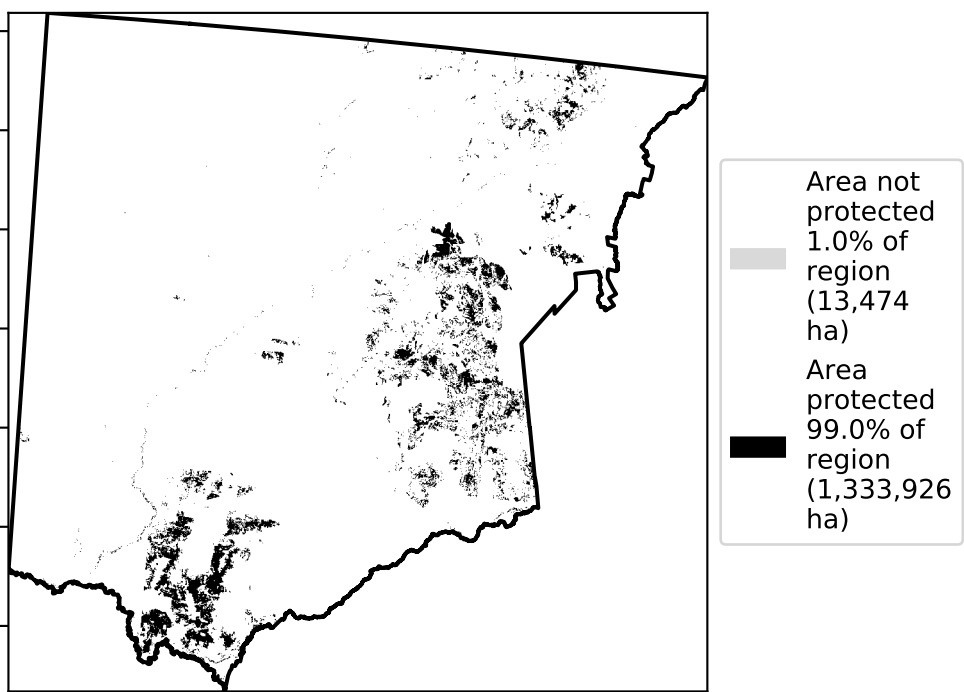 Area not
protected
1.0% of
region
(13,474
ha)
Area
protected
99.0% of
region
(1,333,926
ha)